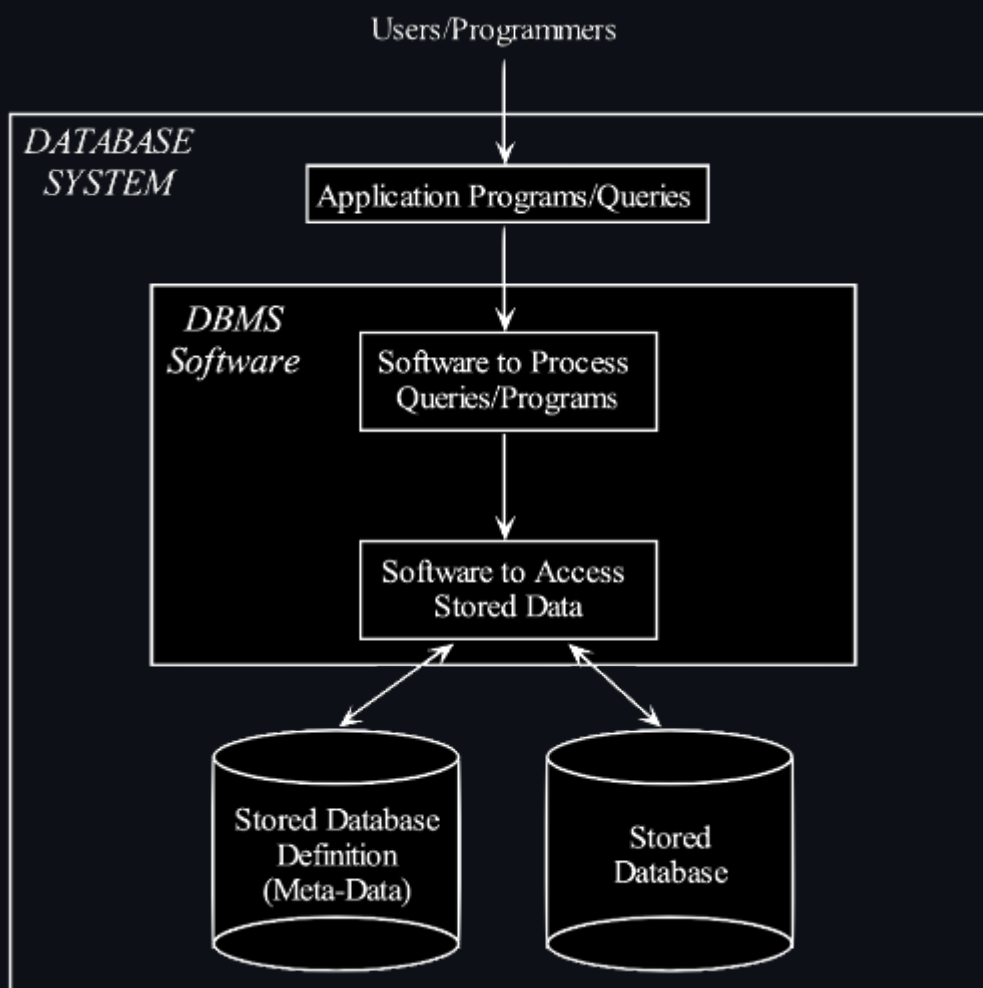 Users/Programmers
DATABASE
SYSTEM
Application Programs/Queries
DBMS
Software
Software to Process
Queries/Programs
Software to Access
Stored Data
Stored Database
Definition
(Meta-Data)
Stored
Database